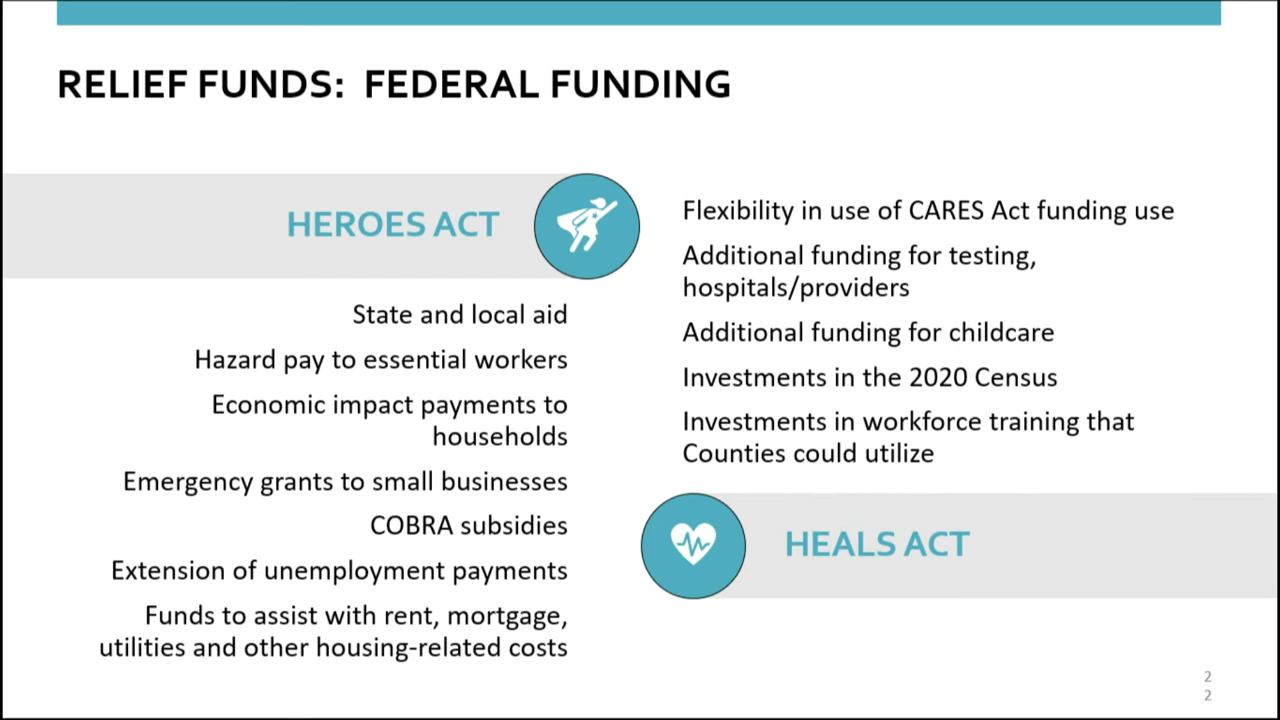 RELIEF FUNDS:  FEDERAL FUNDING
HEROES ACT
State and local aid
Hazard pay to essential workers
Economic impact payments to
households
Emergency grants to small businesses
COBRA subsidies
Extension of unemployment payments
Funds to assist with rent, mortgage,
utilities and other housing-related costs
Flexibility in use of CARES Act funding use
Additional funding for testing,
hospitals/providers
Additional funding for childcare
Investments in the 2020 Census
Investments in workforce training that
Counties could utilize
HEALS ACT
2
2